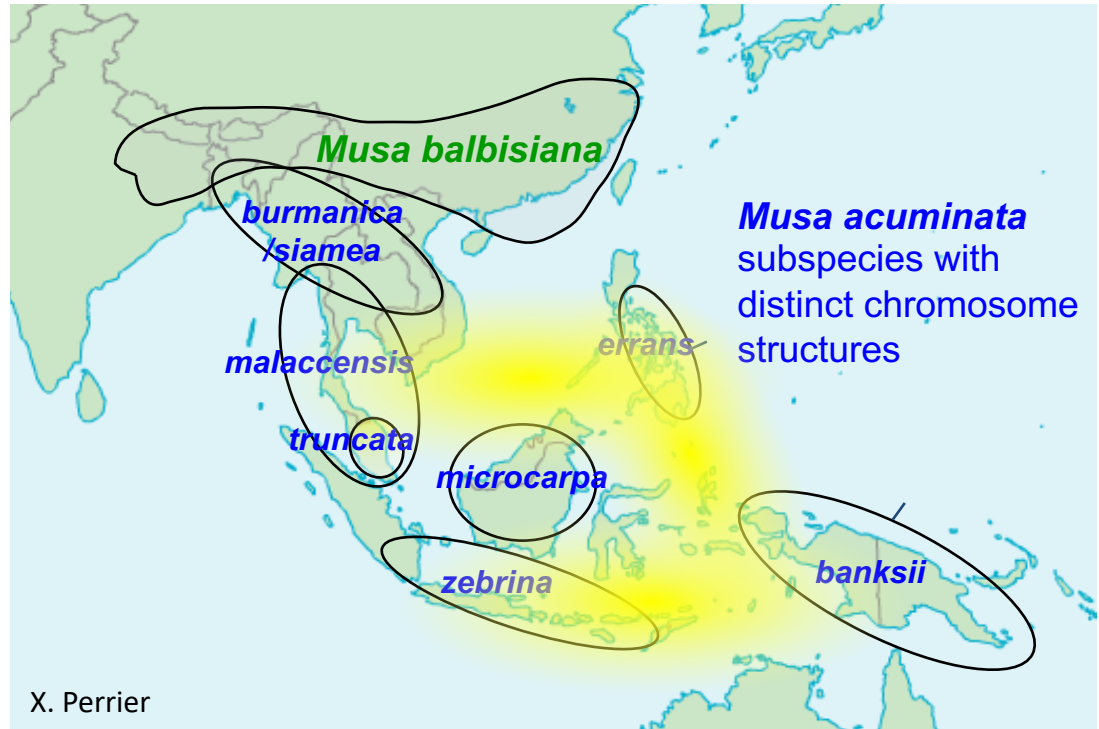 Musa balbisiana
burmanica
/siamea
Musa acuminata
subspecies with
distinct chromosome
structures
errans
malaccensis
truncata
microcarpa
zebrina
banksii
X. Perrier